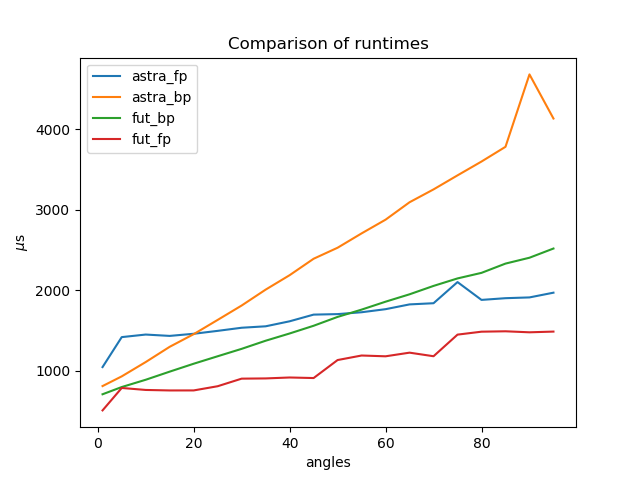 Comparison of runtimes
astra_fp
astra_bp
fut_bp
fut_fp
4000
3000
2000
1000
μs
0 20 40 60 80
angles